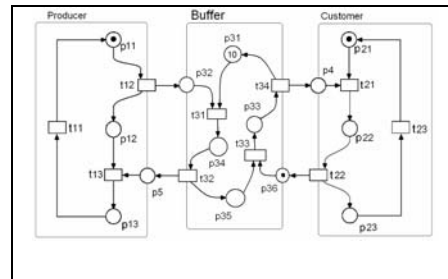 Producer
Buffer
Customer
p11
p31
p21
10
t12
p32
t34
p4
t21
t11
t31
p33
t23
p12
p22
t33
p34
t13
t32
p36
t22
p5
p35
p13
p23